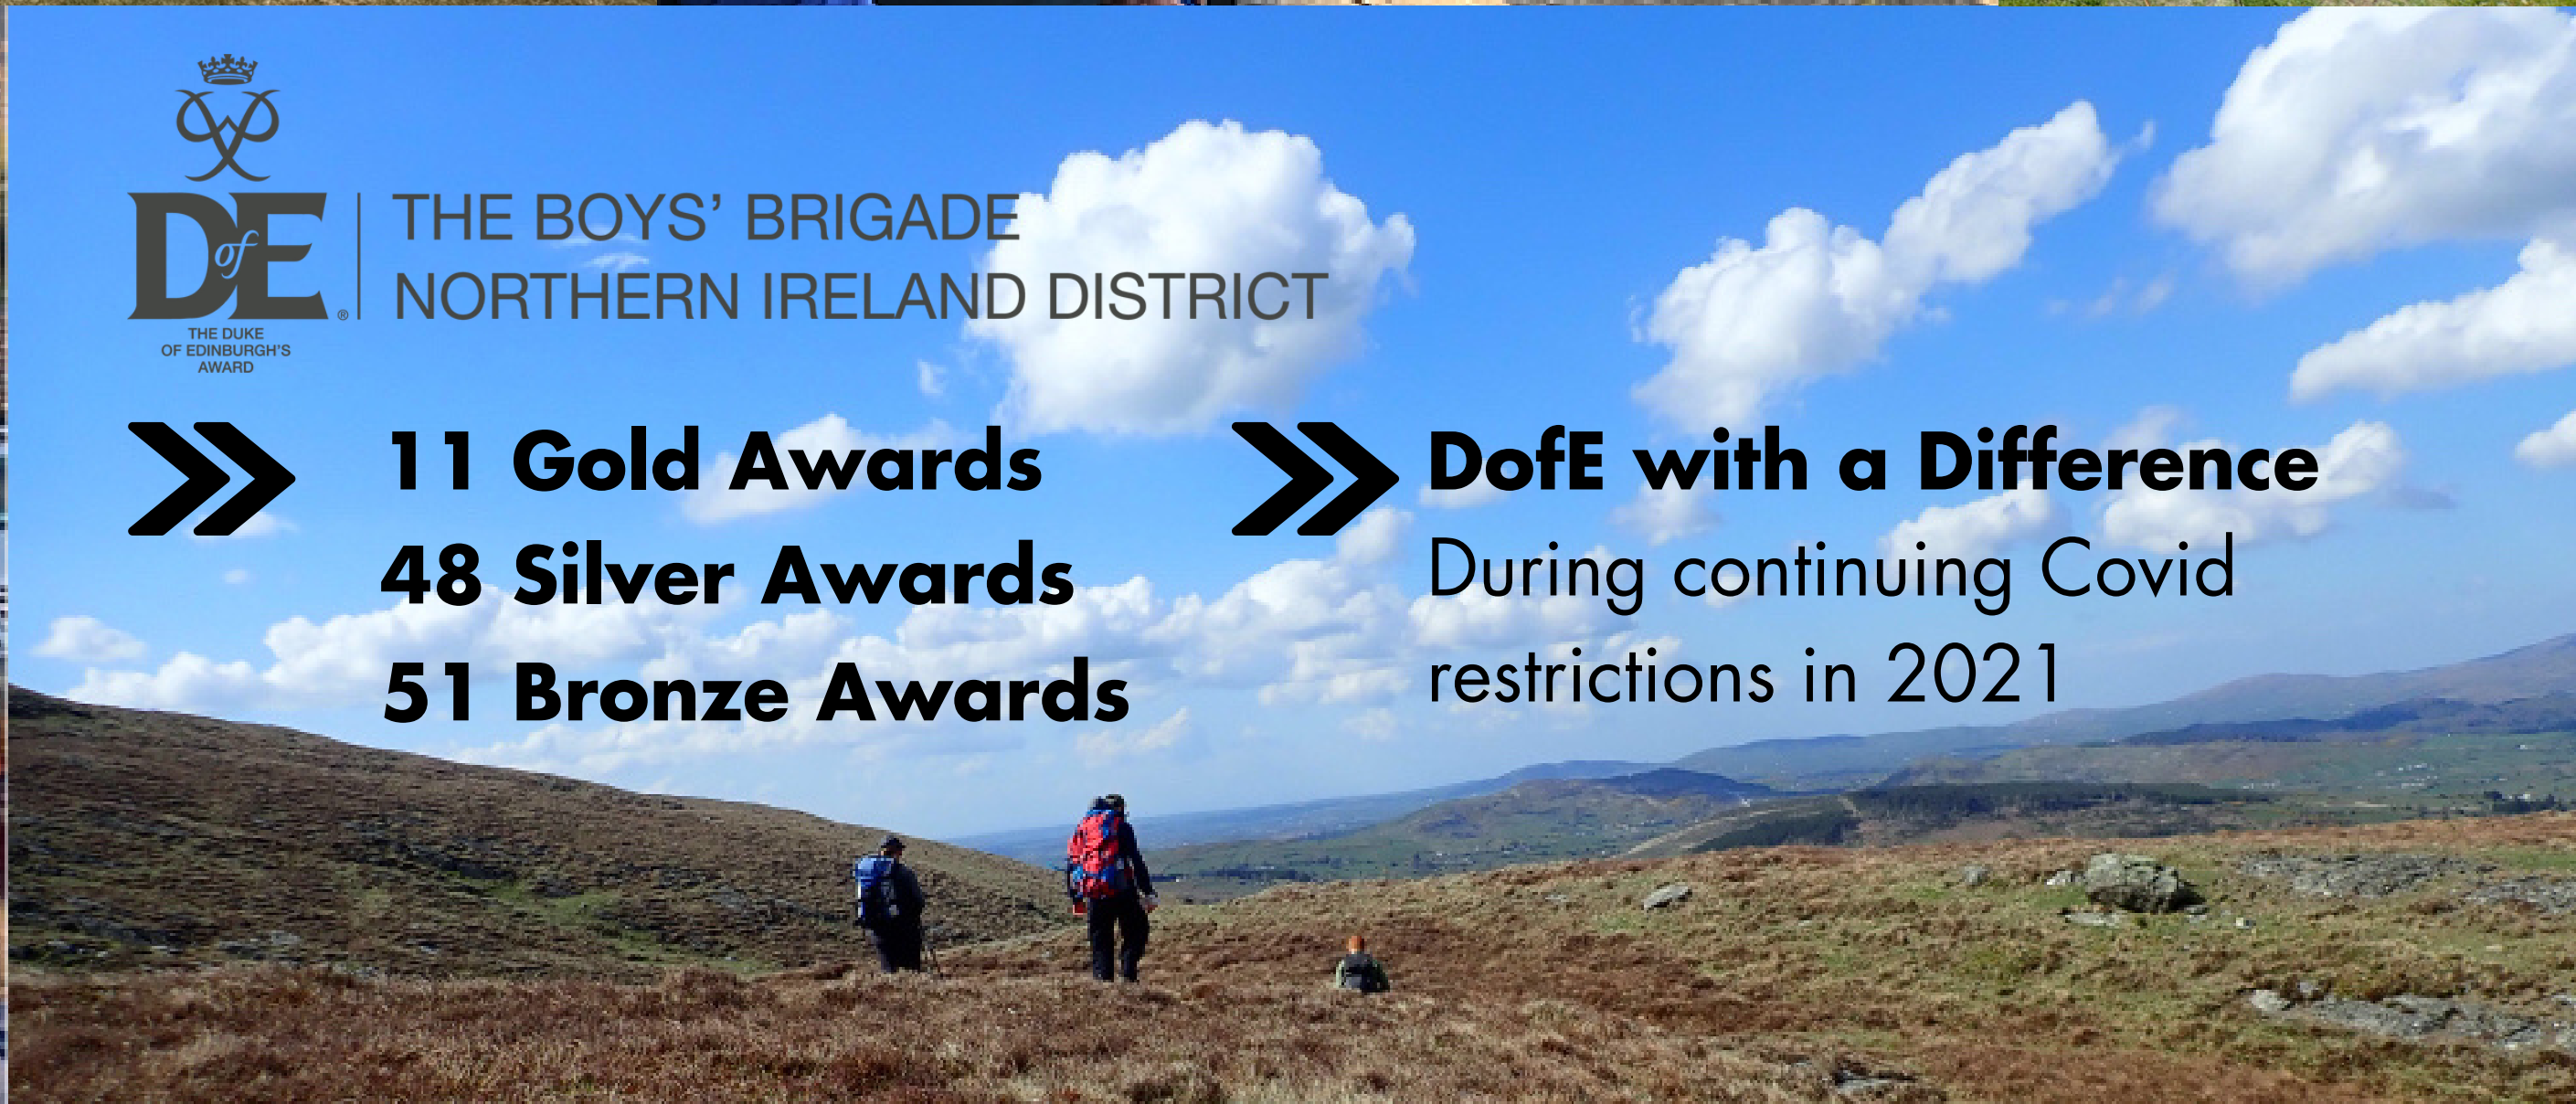 DofE®
THE DUKE
OF EDINBURGH'S
AWARD
THE BOYS' BRIGADE
NORTHERN IRELAND DISTRICT
11 Gold Awards
48 Silver Awards
51 Bronze Awards
DofE with a Difference
During continuing Covid
restrictions in 2021